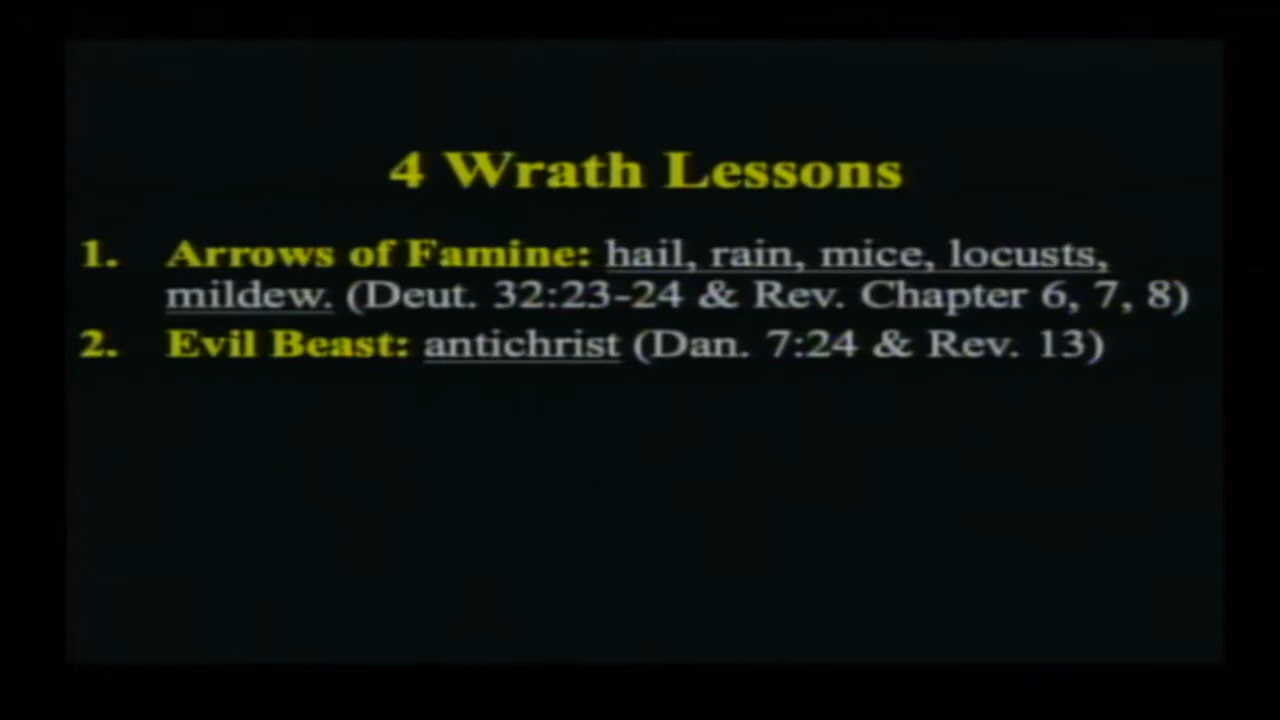 4 Wrath Lessons
1. Arrows of Famine: hail, rain, mice, locusts,
mildew. (Deut. 32:23-24 & Rev. Chapter 6, 7, 8)
2. Evil Beast: antichrist (Dan. 7:24 & Rev. 13)